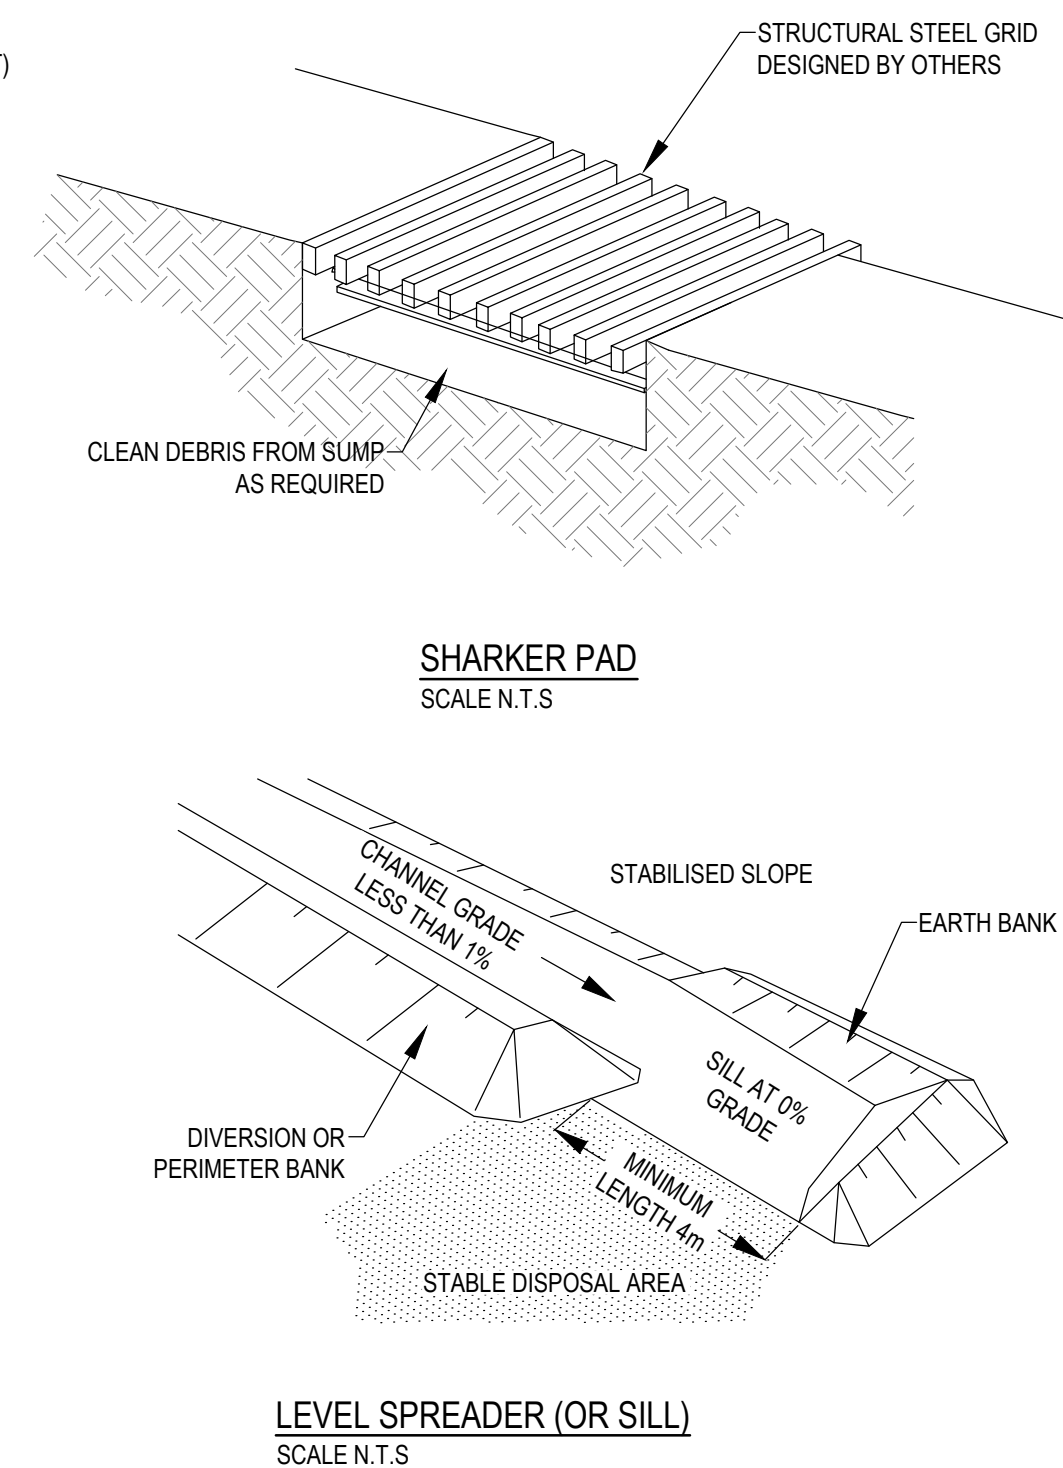 STRUCTURAL STEEL GRID
DESIGNED BY OTHERS
CLEAN DEBRIS FROM SUMP
AS REQUIRED
SHARKER PAD
SCALE N.T.S
CHANNEL GRADE
LESS THAN 1%
STABILISED SLOPE
EARTH BANK
SILL AT 0%
GRADE
DIVERSION OR
PERIMETER BANK
MINIMUM
LENGTH 4m
STABLE DISPOSAL AREA
LEVEL SPREADER (OR SILL)
SCALE N.T.S